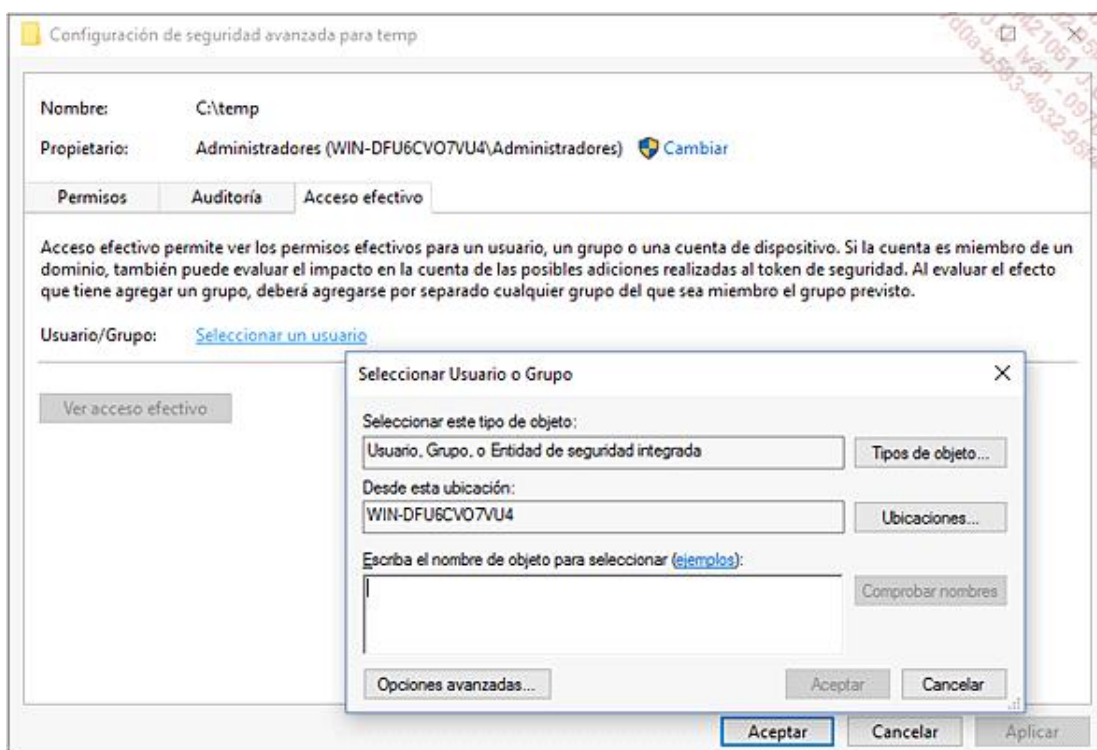 Configuración de seguridad avanzada para temp
Nombre: C:\temp
Propietario: Administradores (WIN-DFU6CVO7VU4\Administradores) Cambiar
Permisos Auditoría Acceso efectivo
Acceso efectivo permite ver los permisos efectivos para un usuario, un grupo o una cuenta de dispositivo. Si la cuenta es miembro de un
dominio, también puede evaluar el impacto en la cuenta de las posibles adiciones realizadas al token de seguridad. Al evaluar el efecto
que tiene agregar un grupo, deberá agregarse por separado cualquier grupo del que sea miembro el grupo previsto.
Usuario/Grupo: Seleccionar un usuario
Ver acceso efectivo
Seleccionar Usuario o Grupo
Seleccionar este tipo de objeto:
Usuario, Grupo, o Entidad de seguridad integrada Tipos de objeto...
Desde esta ubicación:
WIN-DFU6CVO7VU4 Ubicaciones...
Escriba el nombre de objeto para seleccionar (ejemplos):
Comprobar nombres
Opciones avanzadas... Aceptar Cancelar
Aceptar Cancelar Aplicar